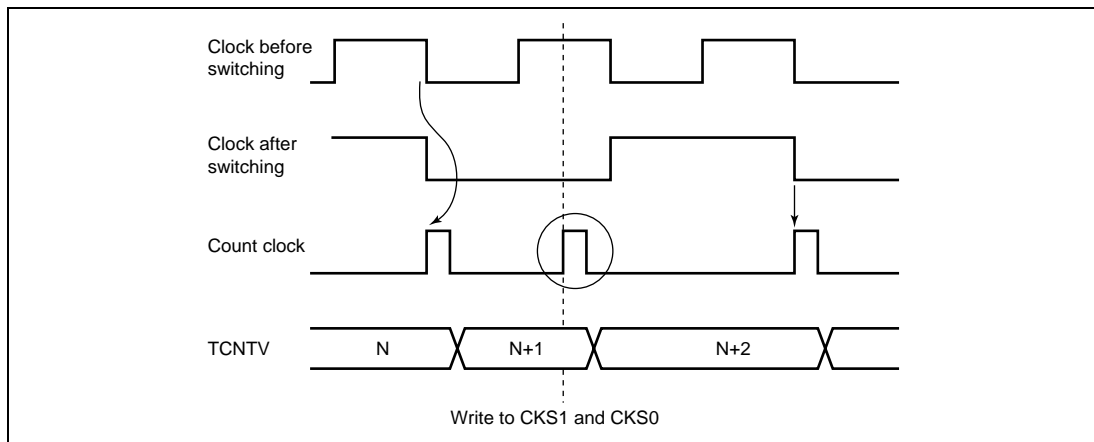 Clock before
switching
Clock after
switching
Count clock
TCNTV
N
N+1
N+2
Write to CKS1 and CKS0